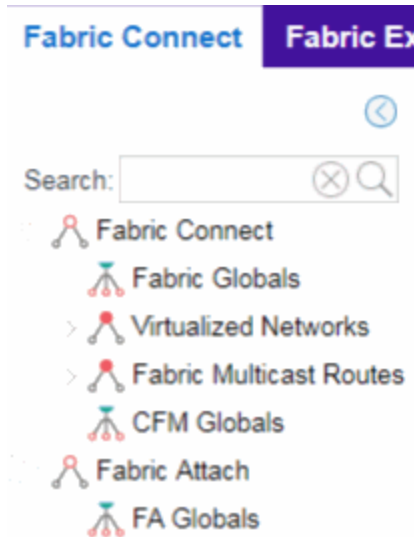 Fabric Connect Fabric Ex
Search:
Fabric Connect
Fabric Globals
Virtualized Networks
Fabric Multicast Routes
CFM Globals
Fabric Attach
FA Globals